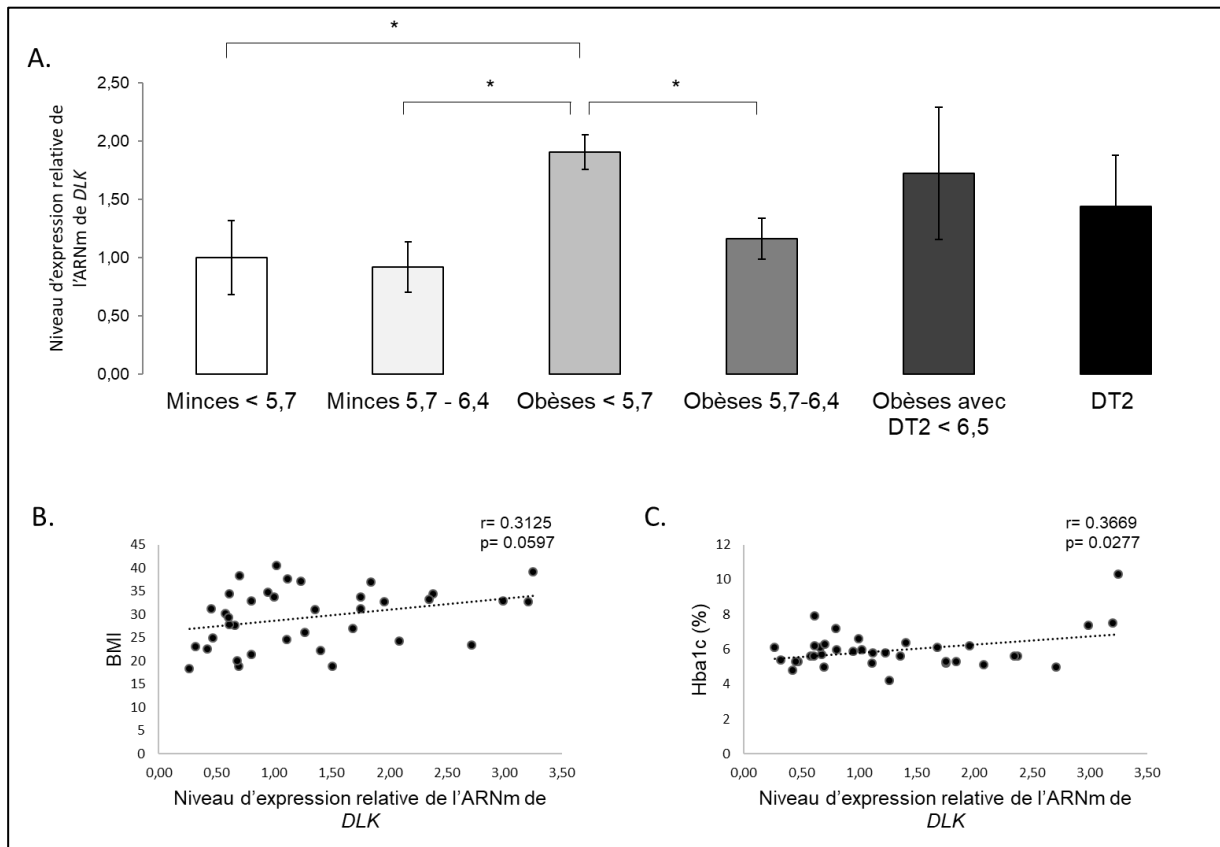 A.
*
*
*
Niveau d'expression relative de
l'ARNm de DLK
2,50
2,00
1,50
1,00
0,50
0,00
Minces < 5,7
Minces 5,7 - 6,4
Obèses < 5,7
Obèses 5,7-6,4
Obèses avec
DT2 < 6,5
DT2
B.
r= 0.3125
p= 0.0597
BMI
45
40
35
30
25
20
15
10
5
0
0,00
0,50
1,00
1,50
2,00
2,50
3,00
3,50
Niveau d'expression relative de l'ARNm de
DLK
C.
r= 0.3669
p= 0.0277
Hba1c (%)
12
10
8
6
4
2
0
0,00
0,50
1,00
1,50
2,00
2,50
3,00
3,50
Niveau d'expression relative de l'ARNm de
DLK